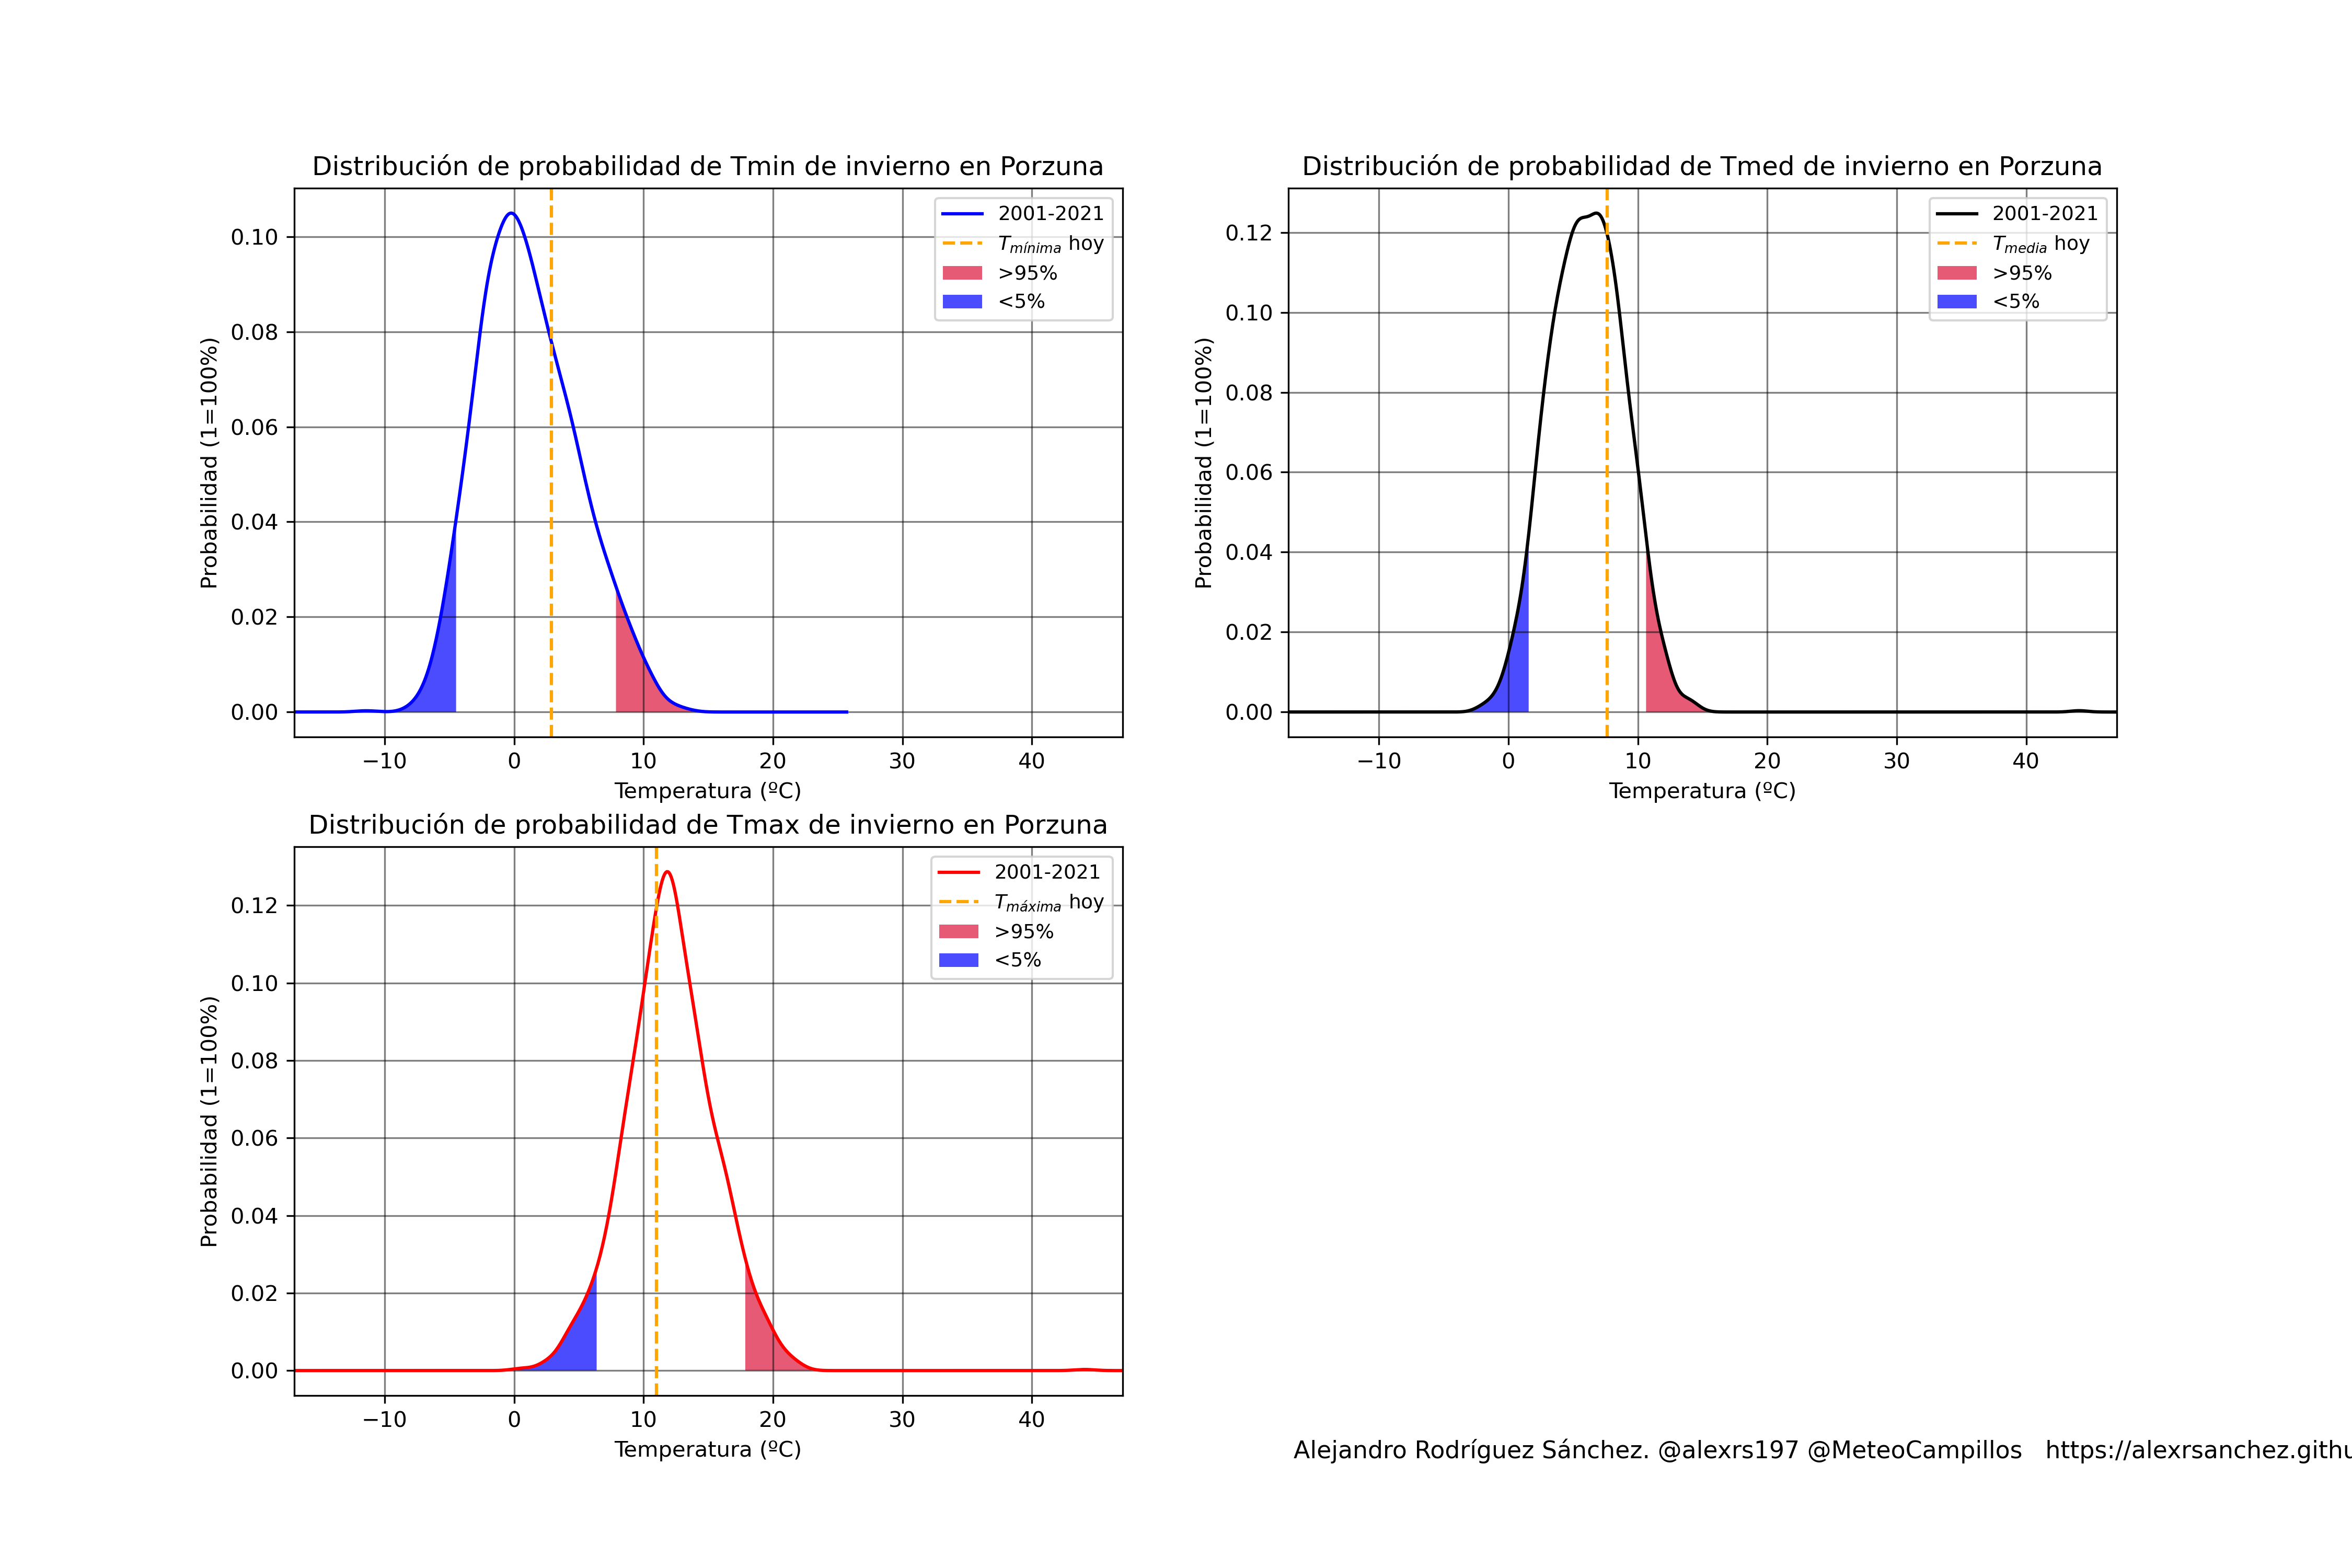 Distribución de probabilidad de Tmin de invierno en Porzuna
Probabilidad (1=100%)
0.10
0.08
0.06
0.04
0.02
0.00
2001-2021
Tmínima hoy
>95%
<5%
−10 0 10 20 30 40
Temperatura (ºC)
Distribución de probabilidad de Tmed de invierno en Porzuna
Probabilidad (1=100%)
0.12
0.10
0.08
0.06
0.04
0.02
0.00
2001-2021
Tmedia hoy
>95%
<5%
−10 0 10 20 30 40
Temperatura (ºC)
Distribución de probabilidad de Tmax de invierno en Porzuna
Probabilidad (1=100%)
0.12
0.10
0.08
0.06
0.04
0.02
0.00
2001-2021
Tmáxima hoy
>95%
<5%
−10 0 10 20 30 40
Temperatura (ºC)
Alejandro Rodríguez Sánchez. @alexrs197 @MeteoCampillos https://alexrsanchez.githu